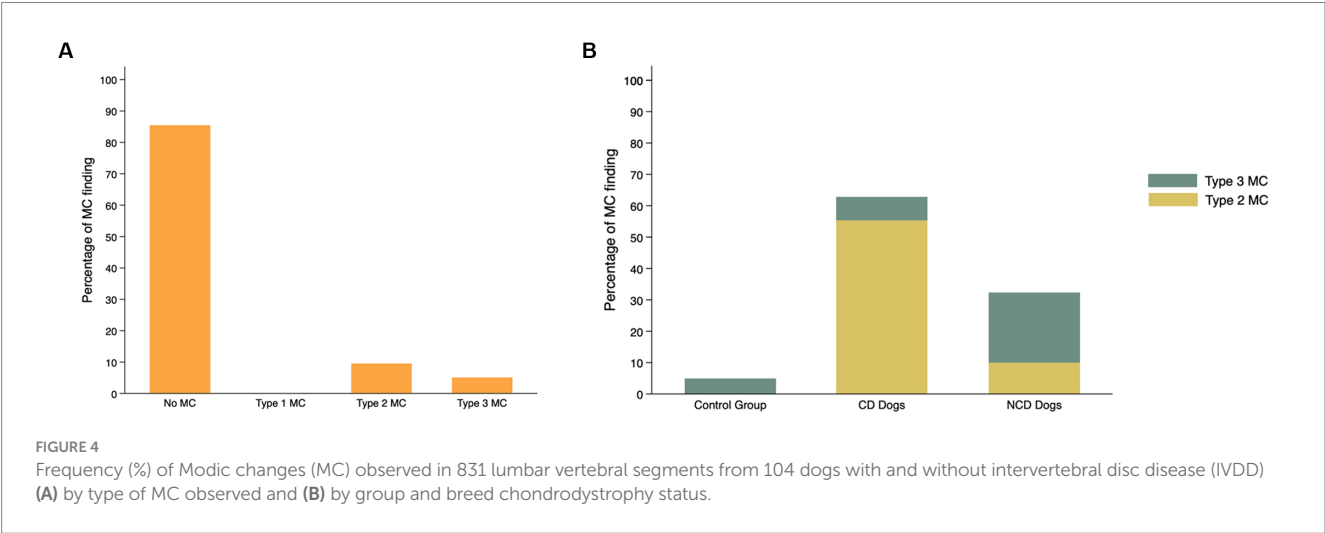 A
100
90
80
70
60
50
40
30
20
10
0
Percentage of MC finding
No MC
Type 1 MC
Type 2 MC
Type 3 MC
B
100
90
80
70
60
50
40
30
20
10
0
Percentage of MC finding
Control Group
CD Dogs
NCD Dogs
Type 3 MC
Type 2 MC
FIGURE 4
Frequency (%) of Modic changes (MC) observed in 831 lumbar vertebral segments from 104 dogs with and without intervertebral disc disease (IVDD)
(A) by type of MC observed and (B) by group and breed chondrodystrophy status.